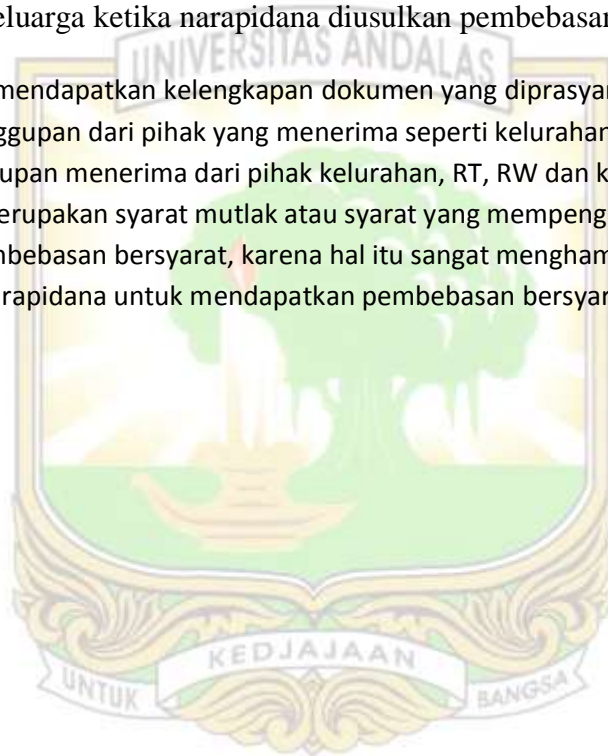 eluarga ketika narapidana diusulkan pembebasan
UNIVERSITAS ANDALAS
mendapatkan kelengkapan dokumen yang diprasyar
ggupan dari pihak yang menerima seperti kelurahan
upan menerima dari pihak kelurahan, RT, RW dan k
erupakan syarat mutlak atau syarat yang mempeng
nbebasan bersyarat, karena hal itu sangat mengham
arapidana untuk mendapatkan pembebasan bersyar
KEDJAJAAN
UNTUK BANGSA